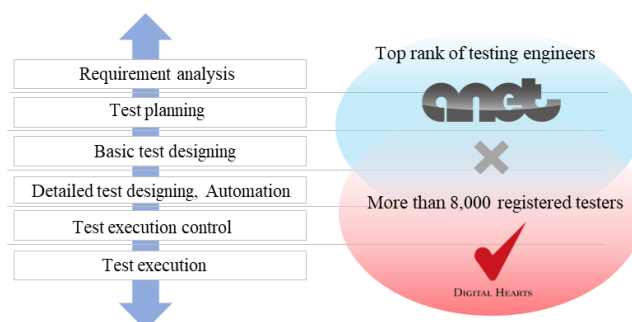 Requirement analysis
Test planning
Basic test designing
Detailed test designing, Automation
Test execution control
Test execution
Top rank of testing engineers
anet
More than 8,000 registered testers
DIGITAL HEARTS